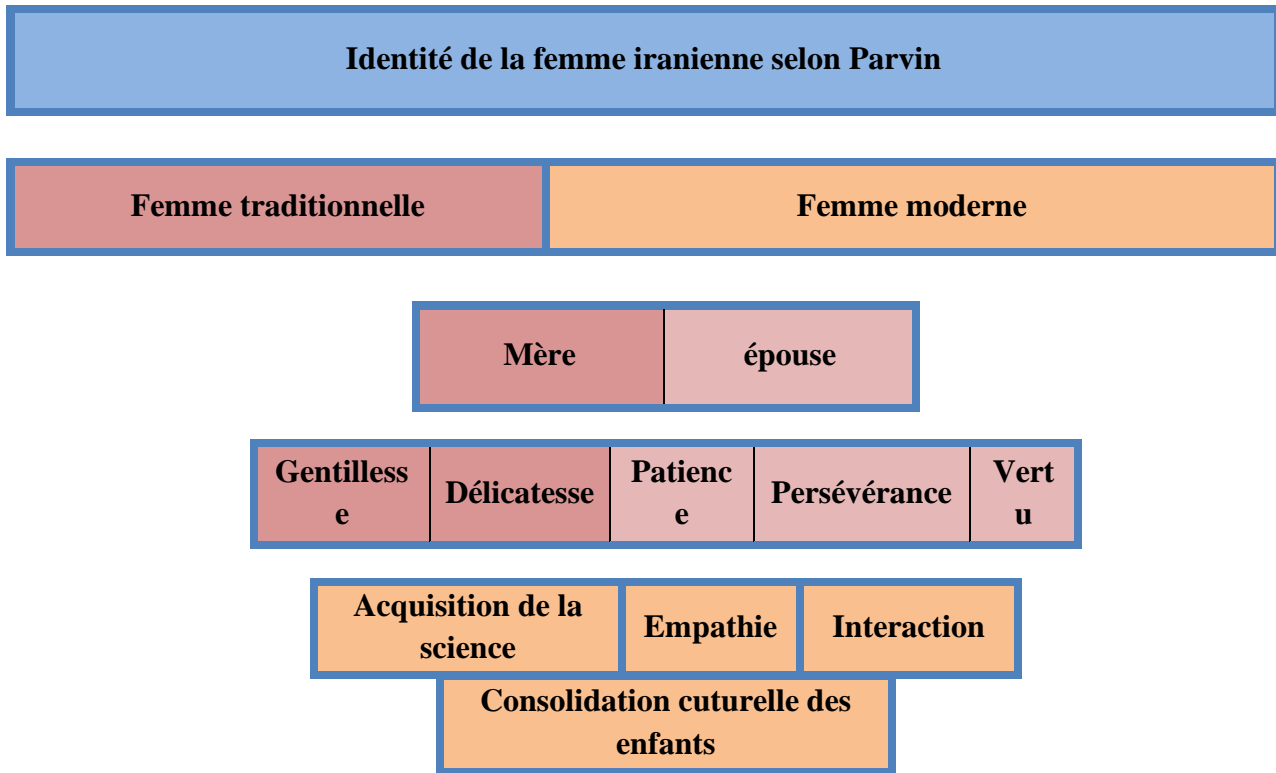 Identité de la femme iranienne selon Parvin
Femme traditionnelle
Femme moderne
Mère
épouse
Gentilless
e
Délicatesse
Patienc
e
Persévérance
Vert
u
Acquisition de la
science
Empathie
Interaction
Consolidation cuturelle des
enfants